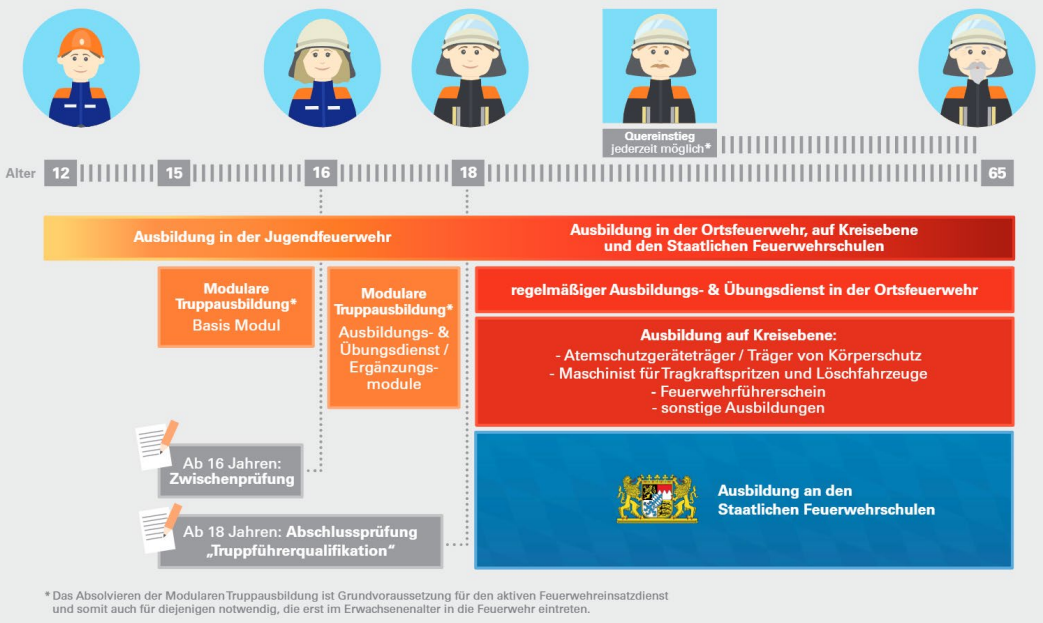 Quereinstieg
jederzeit möglich*
Alter 12 15 16 18 65
Ausbildung in der Jugendfeuerwehr
Ausbildung in der Ortsfeuerwehr, auf Kreisebene
und den Staatlichen Feuerwehrschulen
Modulare
Truppausbildung*
Basis Modul
Modulare
Truppausbildung*
Ausbildungs- &
Übungsdienst /
Ergänzungs-
module
regelmäßiger Ausbildungs- & Übungsdienst in der Ortsfeuerwehr
Ausbildung auf Kreisebene:
- Atemschutzgeräteträger / Träger von Körperschutz
- Maschinist für Tragkraftspritzen und Löschfahrzeuge
- Feuerwehrführerschein
- sonstige Ausbildungen
Ab 16 Jahren:
Zwischenprüfung
Ab 18 Jahren: Abschlussprüfung
„Truppführerqualifikation“
Ausbildung an den
Staatlichen Feuerwehrschulen
* Das Absolvieren der Modularen Truppausbildung ist Grundvoraussetzung für den aktiven Feuerwehreinsatzdienst
und somit auch für diejenigen notwendig, die erst im Erwachsenenalter in die Feuerwehr eintreten.